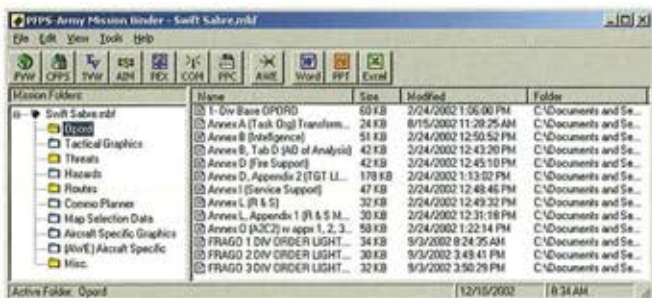 PFPS-Army Mission Binder - Swift Sabre.mbf
File Edit View Tools Help
FVW CFPS TVW AIM PEX COM PPC AWE Word PPT Excel
Mission Folders: Name Size Modified Folder
Swift Sabre.mbf
Opord
Tactical Graphics
Threats
Hazards
Routes
Commo Planner
Map Selection Data
Aircraft Specific Graphics
(AWE) Aircraft Specific
Misc.
1- Div Base OPORD 60 KB 2/24/2002 1:06:00 PM C:\Documents and Se...
Annex A (Task Org) Transform... 24 KB 8/15/2002 11:28:25 AM C:\Documents and Se...
Annex B (Intelligence) 51 KB 2/24/2002 12:50:52 PM C:\Documents and Se...
Annex B, Tab D (AO of Analysis) 42 KB 2/24/2002 12:43:20 PM C:\Documents and Se...
Annex D (Fire Support) 42 KB 2/24/2002 12:45:10 PM C:\Documents and Se...
Annex D, Appendix 2 (TGT LI... 178 KB 2/24/2002 1:13:02 PM C:\Documents and Se...
Annex I (Service Support) 47 KB 2/24/2002 12:48:46 PM C:\Documents and Se...
Annex L (R & S) 32 KB 2/24/2002 12:49:32 PM C:\Documents and Se...
Annex L, Appendix 1 (R & S M... 30 KB 2/24/2002 12:31:18 PM C:\Documents and Se...
Annex O (A2C2) w appx 1, 2, 3... 58 KB 2/24/2002 1:22:14 PM C:\Documents and Se...
FRAGO 1 DIV ORDER LIGHT... 34 KB 9/3/2002 8:24:35 AM C:\Documents and Se...
FRAGO 2 DIV ORDER LIGHT... 30 KB 9/3/2002 3:49:41 PM C:\Documents and Se...
FRAGO 3 DIV ORDER LIGHT... 32 KB 9/3/2002 3:50:29 PM C:\Documents and Se...
Active Folder: Opord 12/10/2002 8:34 AM